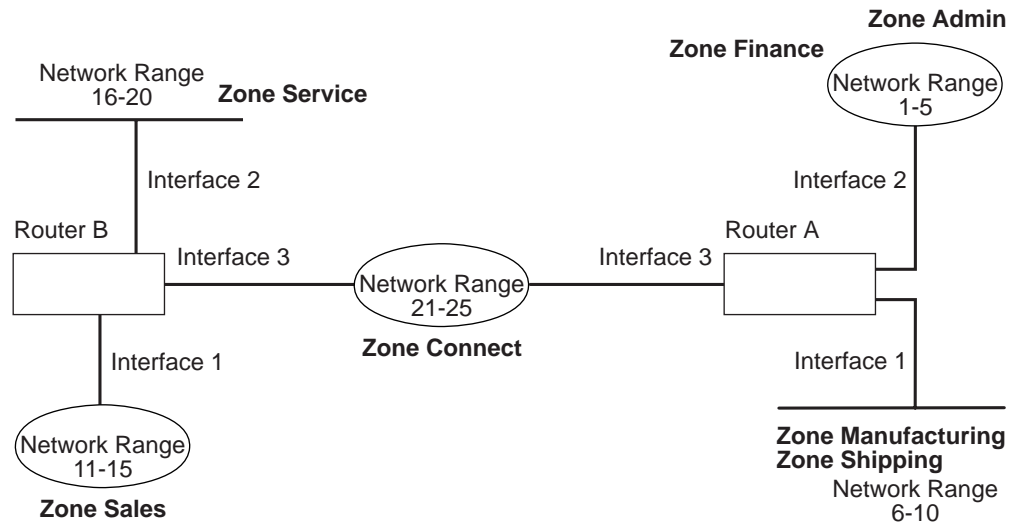 Zone Admin
Zone Finance
Network Range
1-5
Network Range
16-20
Zone Service
Interface 2
Interface 2
Router B
Router A
Interface 3
Interface 3
Network Range
21-25
Zone Connect
Interface 1
Interface 1
Network Range
11-15
Zone Sales
Zone Manufacturing
Zone Shipping
Network Range
6-10